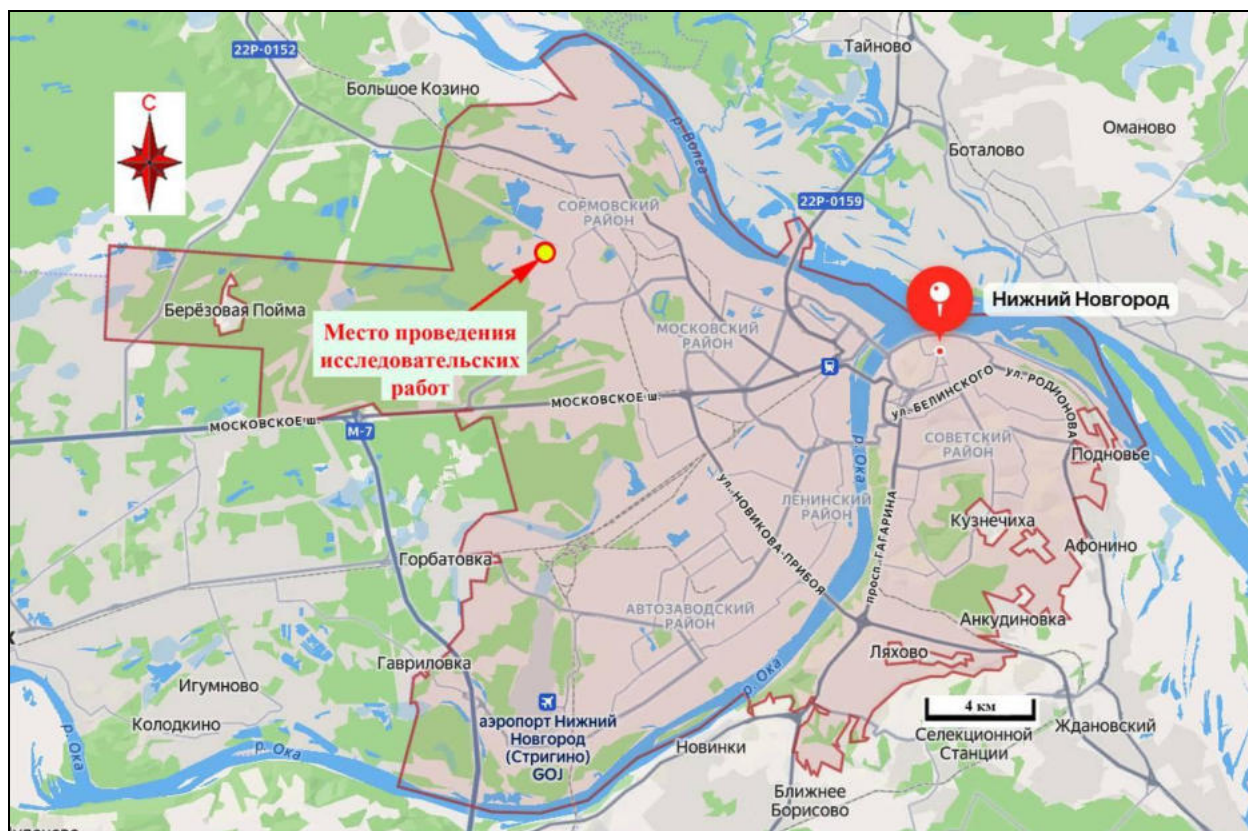 22Р-0152
Тайново
Большое Козино
С
Оманово
р. Волга
Боталово
СОРМОВСКИЙ
РАЙОН
22Р-0159
Берёзовая Пойма
Нижний Новгород
Место проведения
исследовательских
работ
МОСКОВСКИЙ
РАЙОН
МОСКОВСКОЕ ш.
МОСКОВСКОЕ ш.
М-7
ул. БЕЛИНСКОГО
ул. РОДИОНОВА
р. Ока
СОВЕТСКИЙ
РАЙОН
Подновье
ул. НОВИКОВА-ПРИБОЯ
ЛЕНИНСКИЙ
РАЙОН
просп. ГАГАРИНА
Кузнечиха
Афонино
Горбатовка
АВТОЗАВОДСКИЙ
РАЙОН
Анкудиновка
Гавриловка
Ляхово
Игумново
р. Ока
4 км
Колодкино
аэропорт Нижний
Новгород
(Стригино)
GOJ
Новинки
Селекционной
Станции
Ждановский
р. Ока
р. Ока
Ближнее
Борисово